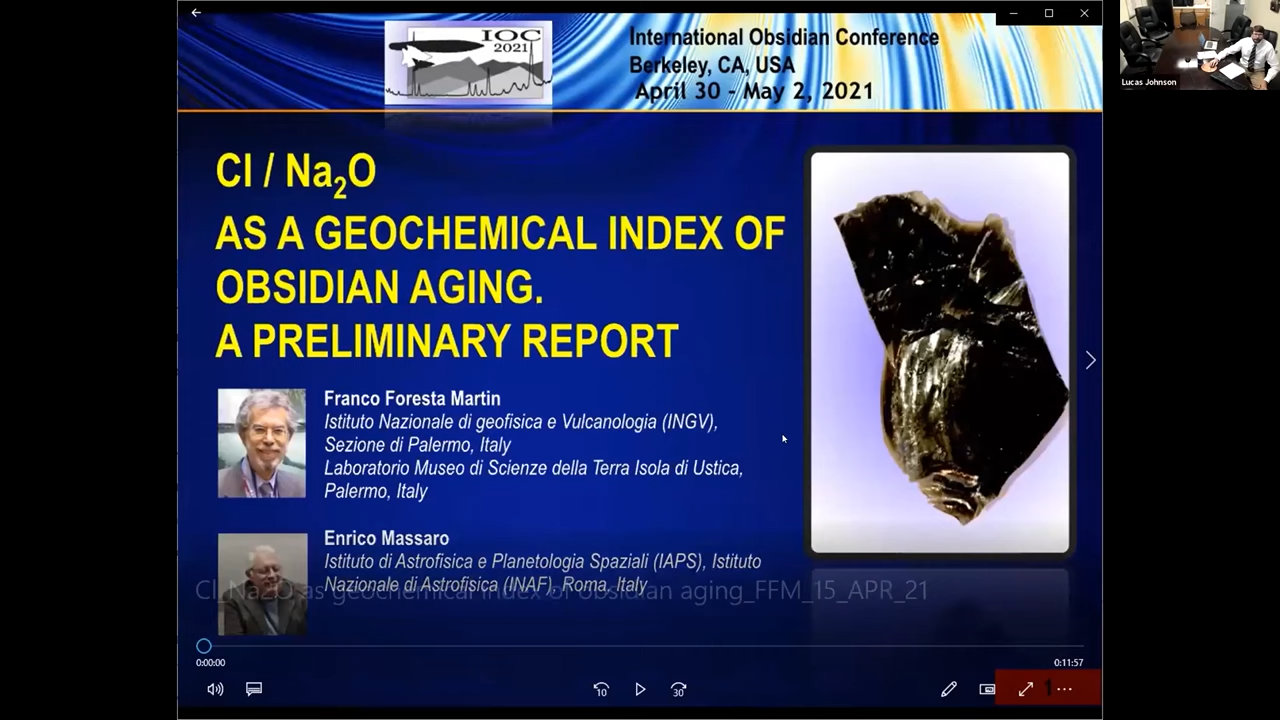 IOC
2021
International Obsidian Conference
Berkeley, CA, USA
April 30 - May 2, 2021
Lucas Johnson
Cl / Na₂O
AS A GEOCHEMICAL INDEX OF
OBSIDIAN AGING.
A PRELIMINARY REPORT
Franco Foresta Martin
Istituto Nazionale di geofisica e Vulcanologia (INGV),
Sezione di Palermo, Italy
Laboratorio Museo di Scienze della Terra Isola di Ustica,
Palermo, Italy
Enrico Massaro
Istituto di Astrofisica e Planetologia Spaziali (IAPS), Istituto
Nazionale di Astrofisica (INAF), Roma, Italy
Cl Na2O as geochemical index of obsidian aging_FFM_15_APR_21
0:00:00
0:11:57
10
30
1